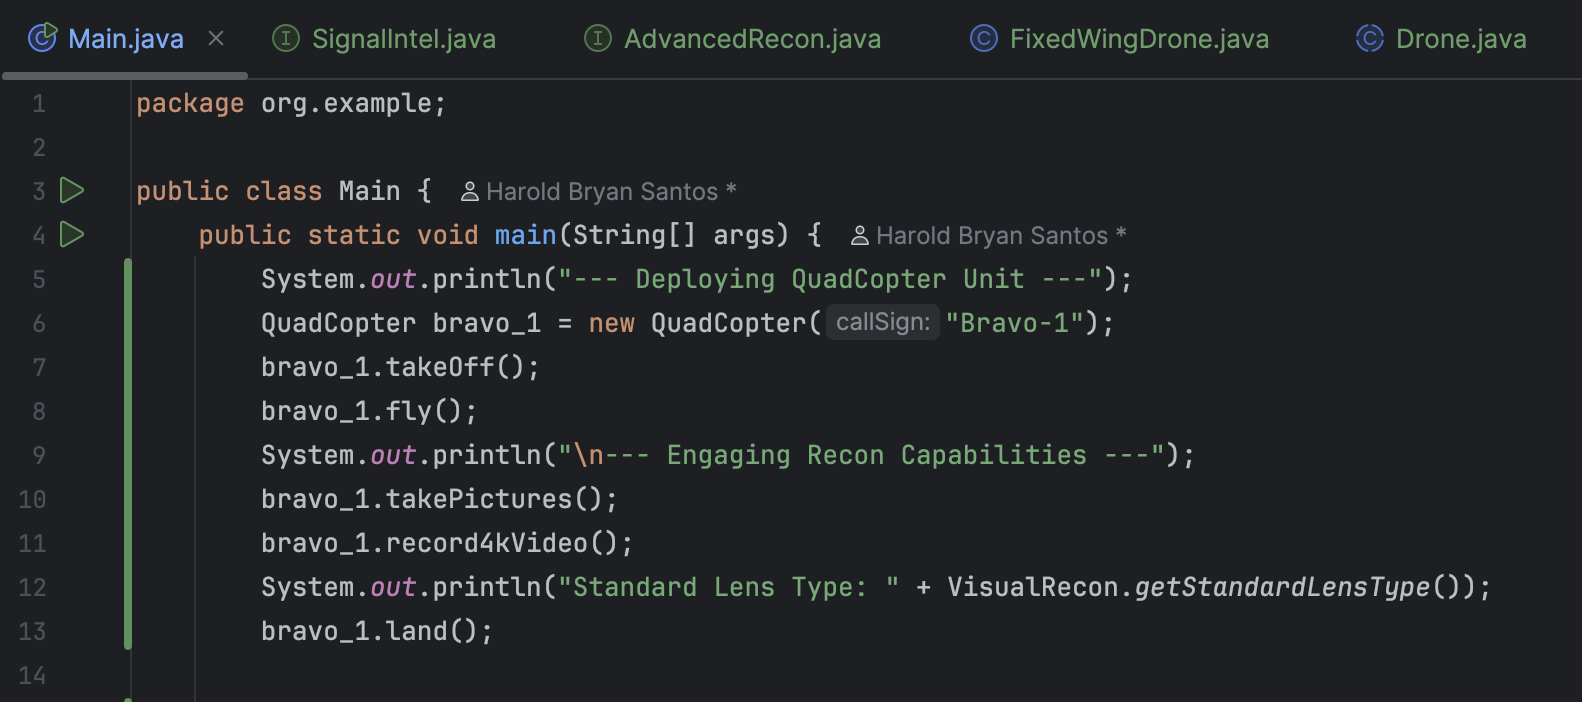 Main.java SignalIntel.java AdvancedRecon.java FixedWingDrone.java Drone.java
1 package org.example;
2
3 public class Main { Harold Bryan Santos *
4 public static void main(String[] args) { Harold Bryan Santos *
5 System.out.println("--- Deploying QuadCopter Unit ---");
6 QuadCopter bravo_1 = new QuadCopter( callSign: "Bravo-1");
7 bravo_1.takeOff();
8 bravo_1.fly();
9 System.out.println("\n--- Engaging Recon Capabilities ---");
10 bravo_1.takePictures();
11 bravo_1.record4kVideo();
12 System.out.println("Standard Lens Type: " + VisualRecon.getStandardLensType());
13 bravo_1.land();
14